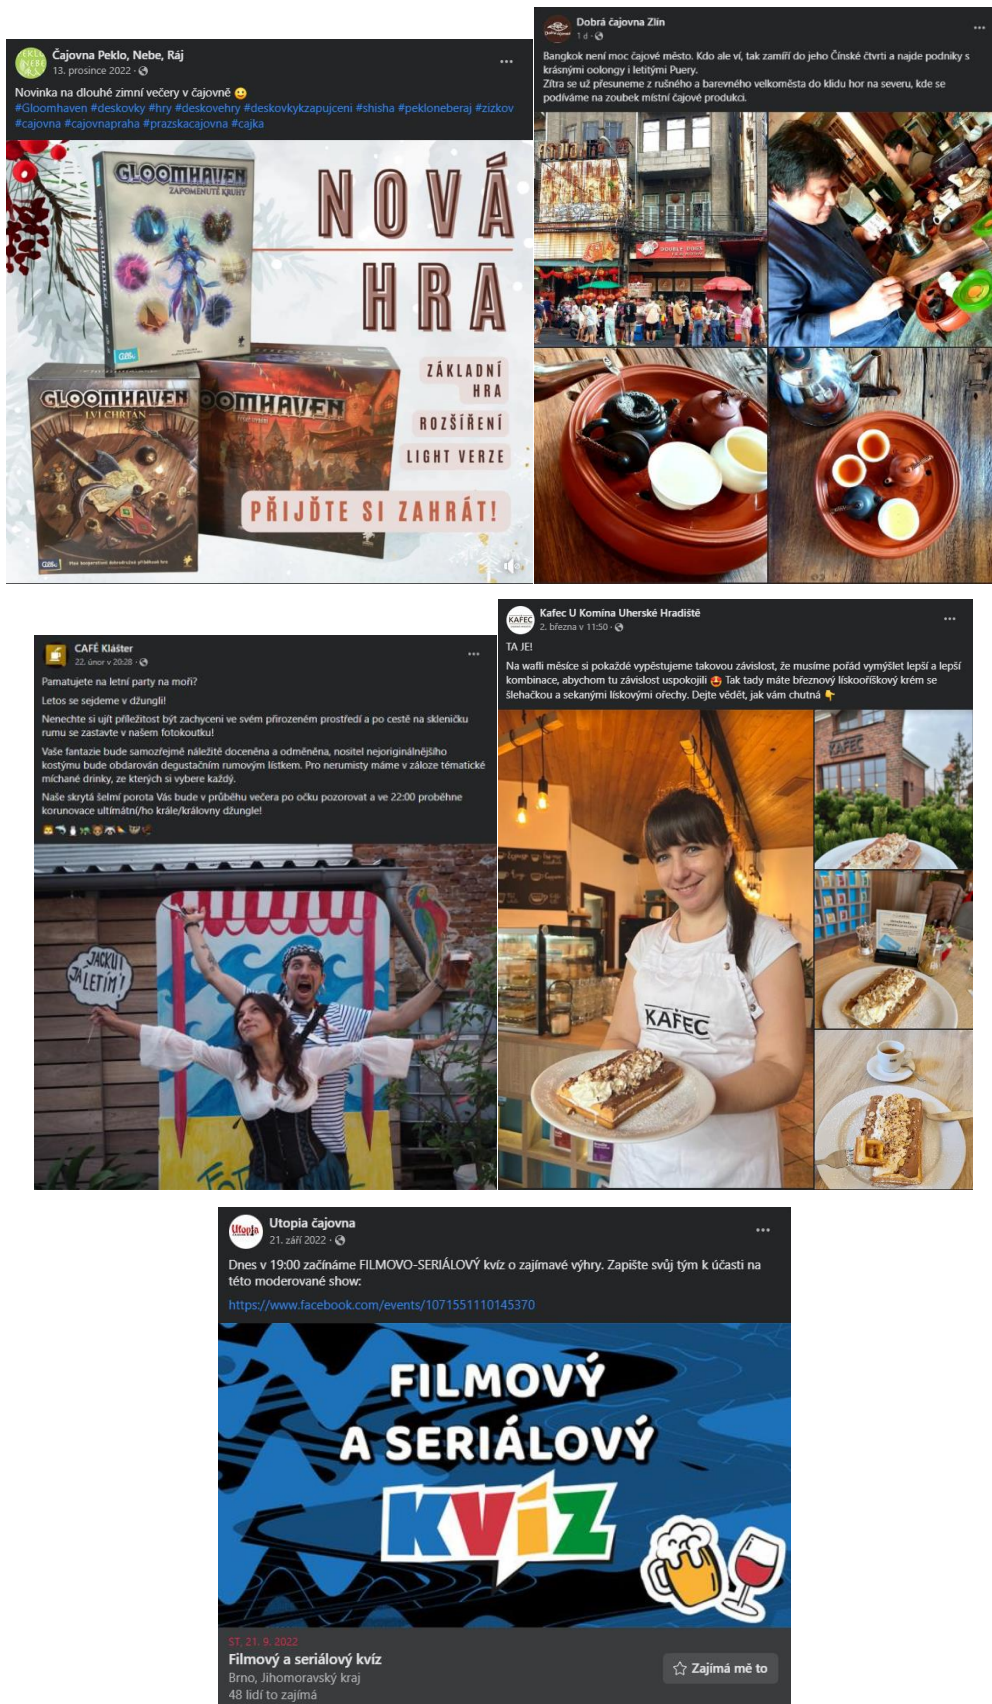 Čajovna Peklo, Nebe, Ráj
13. prosince 2022 ·
Novinka na dlouhé zimní večery v čajovně
#Gloomhaven #deskovky #hry #deskovehry #deskovkykzapujceni #shisha #pekloneberaj #zizkov
#cajovna #cajovnapraha #prazskacajovna #cajka
GLOOMHAVEN
ZAPOMENUTÉ KRUHY
NOVÁ
HRA
GLOOMHAVEN
LVÍ CHŘTÁN
OOMHAVEN
ZÁKLADNÍ
HRA
ROZŠÍŘENÍ
LIGHT VERZE
PŘIJĎTE SI ZAHRÁT!
Dobrá čajovna Zlín
1 d ·
Bangkok není moc čajové město. Kdo ale ví, tak zamíří do jeho Čínské čtvrti a najde podniky s
krásnými oolongy i letitými Puery.
Zítra se už přesuneme z rušného a barevného velkoměsta do klidu hor na severu, kde se
podíváme na zoubek místní čajové produkci.
DOUBLE DOGS
CAFÉ Klášter
22. únor v 20:28 ·
Pamatujete na letní party na moři?
Letos se sejdeme v džungli!
Nenechte si ujít příležitost být zachyceni ve svém přirozeném prostředí a po cestě na skleničku
rumu se zastavte v našem fotokoutku!
Vaše fantazie bude samozřejmě náležitě doceněna a odměněna, nositel nejoriginálnějšího
kostýmu bude obdarován degustačním rumovým lístkem. Pro nerumisty máme v záloze tématické
míchané drinky, ze kterých si vybere každý.
Naše skrytá šelmí porota Vás bude v průběhu večera po očku pozorovat a ve 22:00 proběhne
korunovace ultimátní/ho krále/královny džungle!
JACKU!
JÁ LETÍM!
KAFEC
Kafec U Komína Uherské Hradiště
2. března v 11:50 ·
TA JE!
Na wafli měsíce si pokaždé vypěstujeme takovou závislost, že musíme pořád vymýšlet lepší a lepší
kombinace, abychom tu závislost uspokojili Tak tady máte březnový lískooříškový krém se
šlehačkou a sekanými lískovými ořechy. Dejte vědět, jak vám chutná
KAFEC
KAFEC
Utopia
Utopia čajovna
21. září 2022 ·
Dnes v 19:00 začínáme FILMOVO-SERIÁLOVÝ kvíz o zajímavé výhry. Zapište svůj tým k účasti na
této moderované show:
https://www.facebook.com/events/1071551110145370
FILMOVÝ
A SERIÁLOVÝ
KVÍZ
ST, 21. 9. 2022
Filmový a seriálový kvíz
Brno, Jihomoravský kraj
48 lidí to zajímá
Zajímá mě to